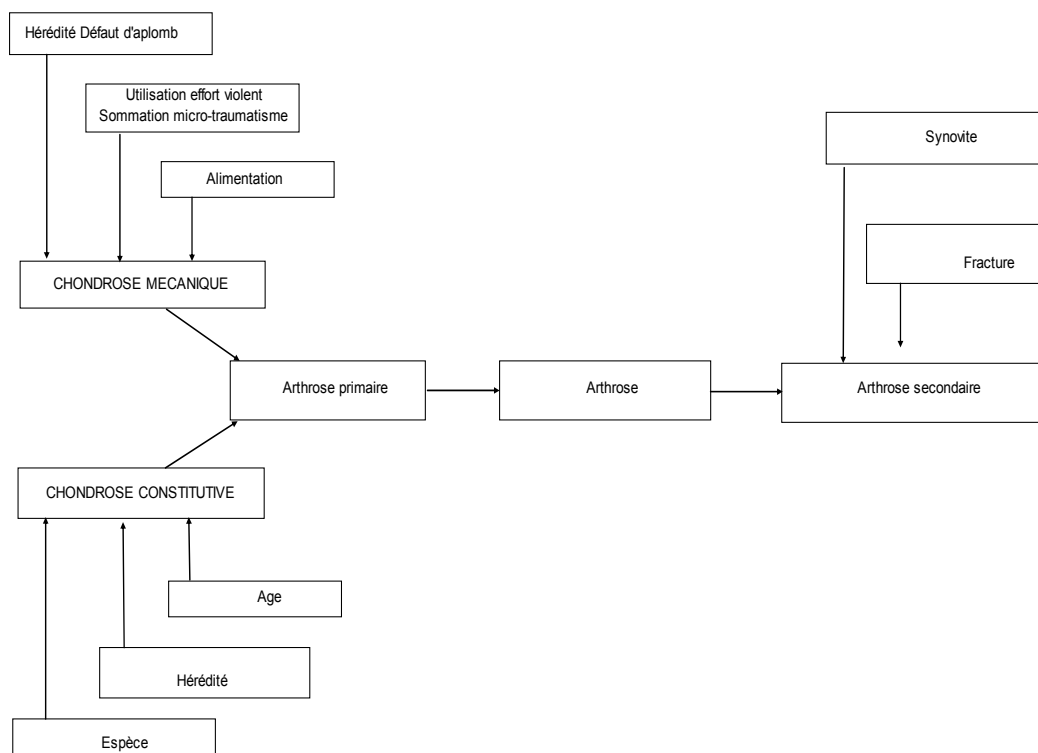 Hérédité Défaut d'aplomb
Utilisation effort violent
Sommation micro-traumatisme
Alimentation
CHONDROSE MECANIQUE
Synovite
Fracture
Arthrose primaire
Arthrose
Arthrose secondaire
CHONDROSE CONSTITUTIVE
Age
Hérédité
Espèce